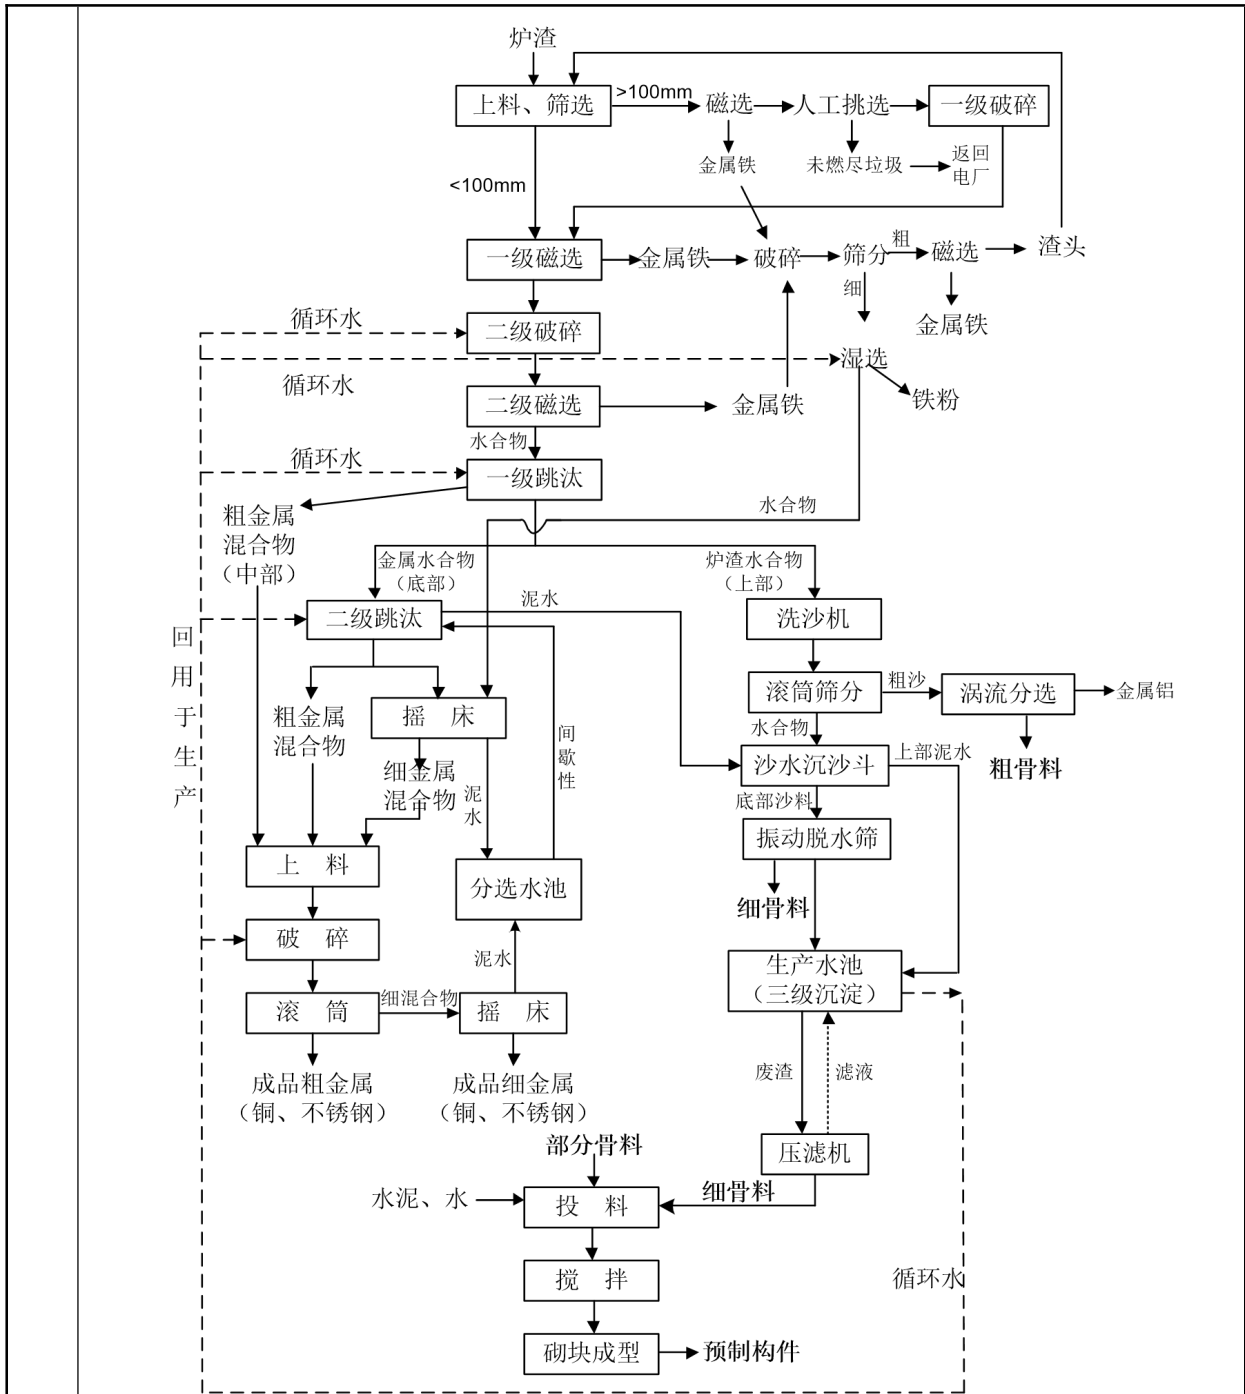 炉渣
上料、筛选
>100mm
磁选
人工挑选
一级破碎
金属铁
未燃尽垃圾
返回
电厂
<100mm
一级磁选
金属铁
破碎
筛分
粗
磁选
渣头
细
金属铁
循环水
二级破碎
湿选
循环水
铁粉
二级磁选
金属铁
水合物
循环水
一级跳汰
粗金属
混合物
（中部）
水合物
金属水合物
（底部）
炉渣水合物
（上部）
二级跳汰
泥水
洗沙机
回
用
于
生
产
滚筒筛分
粗沙
涡流分选
金属铝
粗金属
混合物
摇 床
间
歇
性
水合物
沙水沉沙斗
上部泥水
粗骨料
细金属
混合物
泥
水
底部沙料
振动脱水筛
上 料
分选水池
细骨料
破 碎
泥水
生产水池
（三级沉淀）
滚 筒
细混合物
摇 床
成品粗金属
（铜、不锈钢）
成品细金属
（铜、不锈钢）
废渣
滤液
部分骨料
压滤机
水泥、水
投 料
细骨料
搅 拌
循环水
砌块成型
预制构件